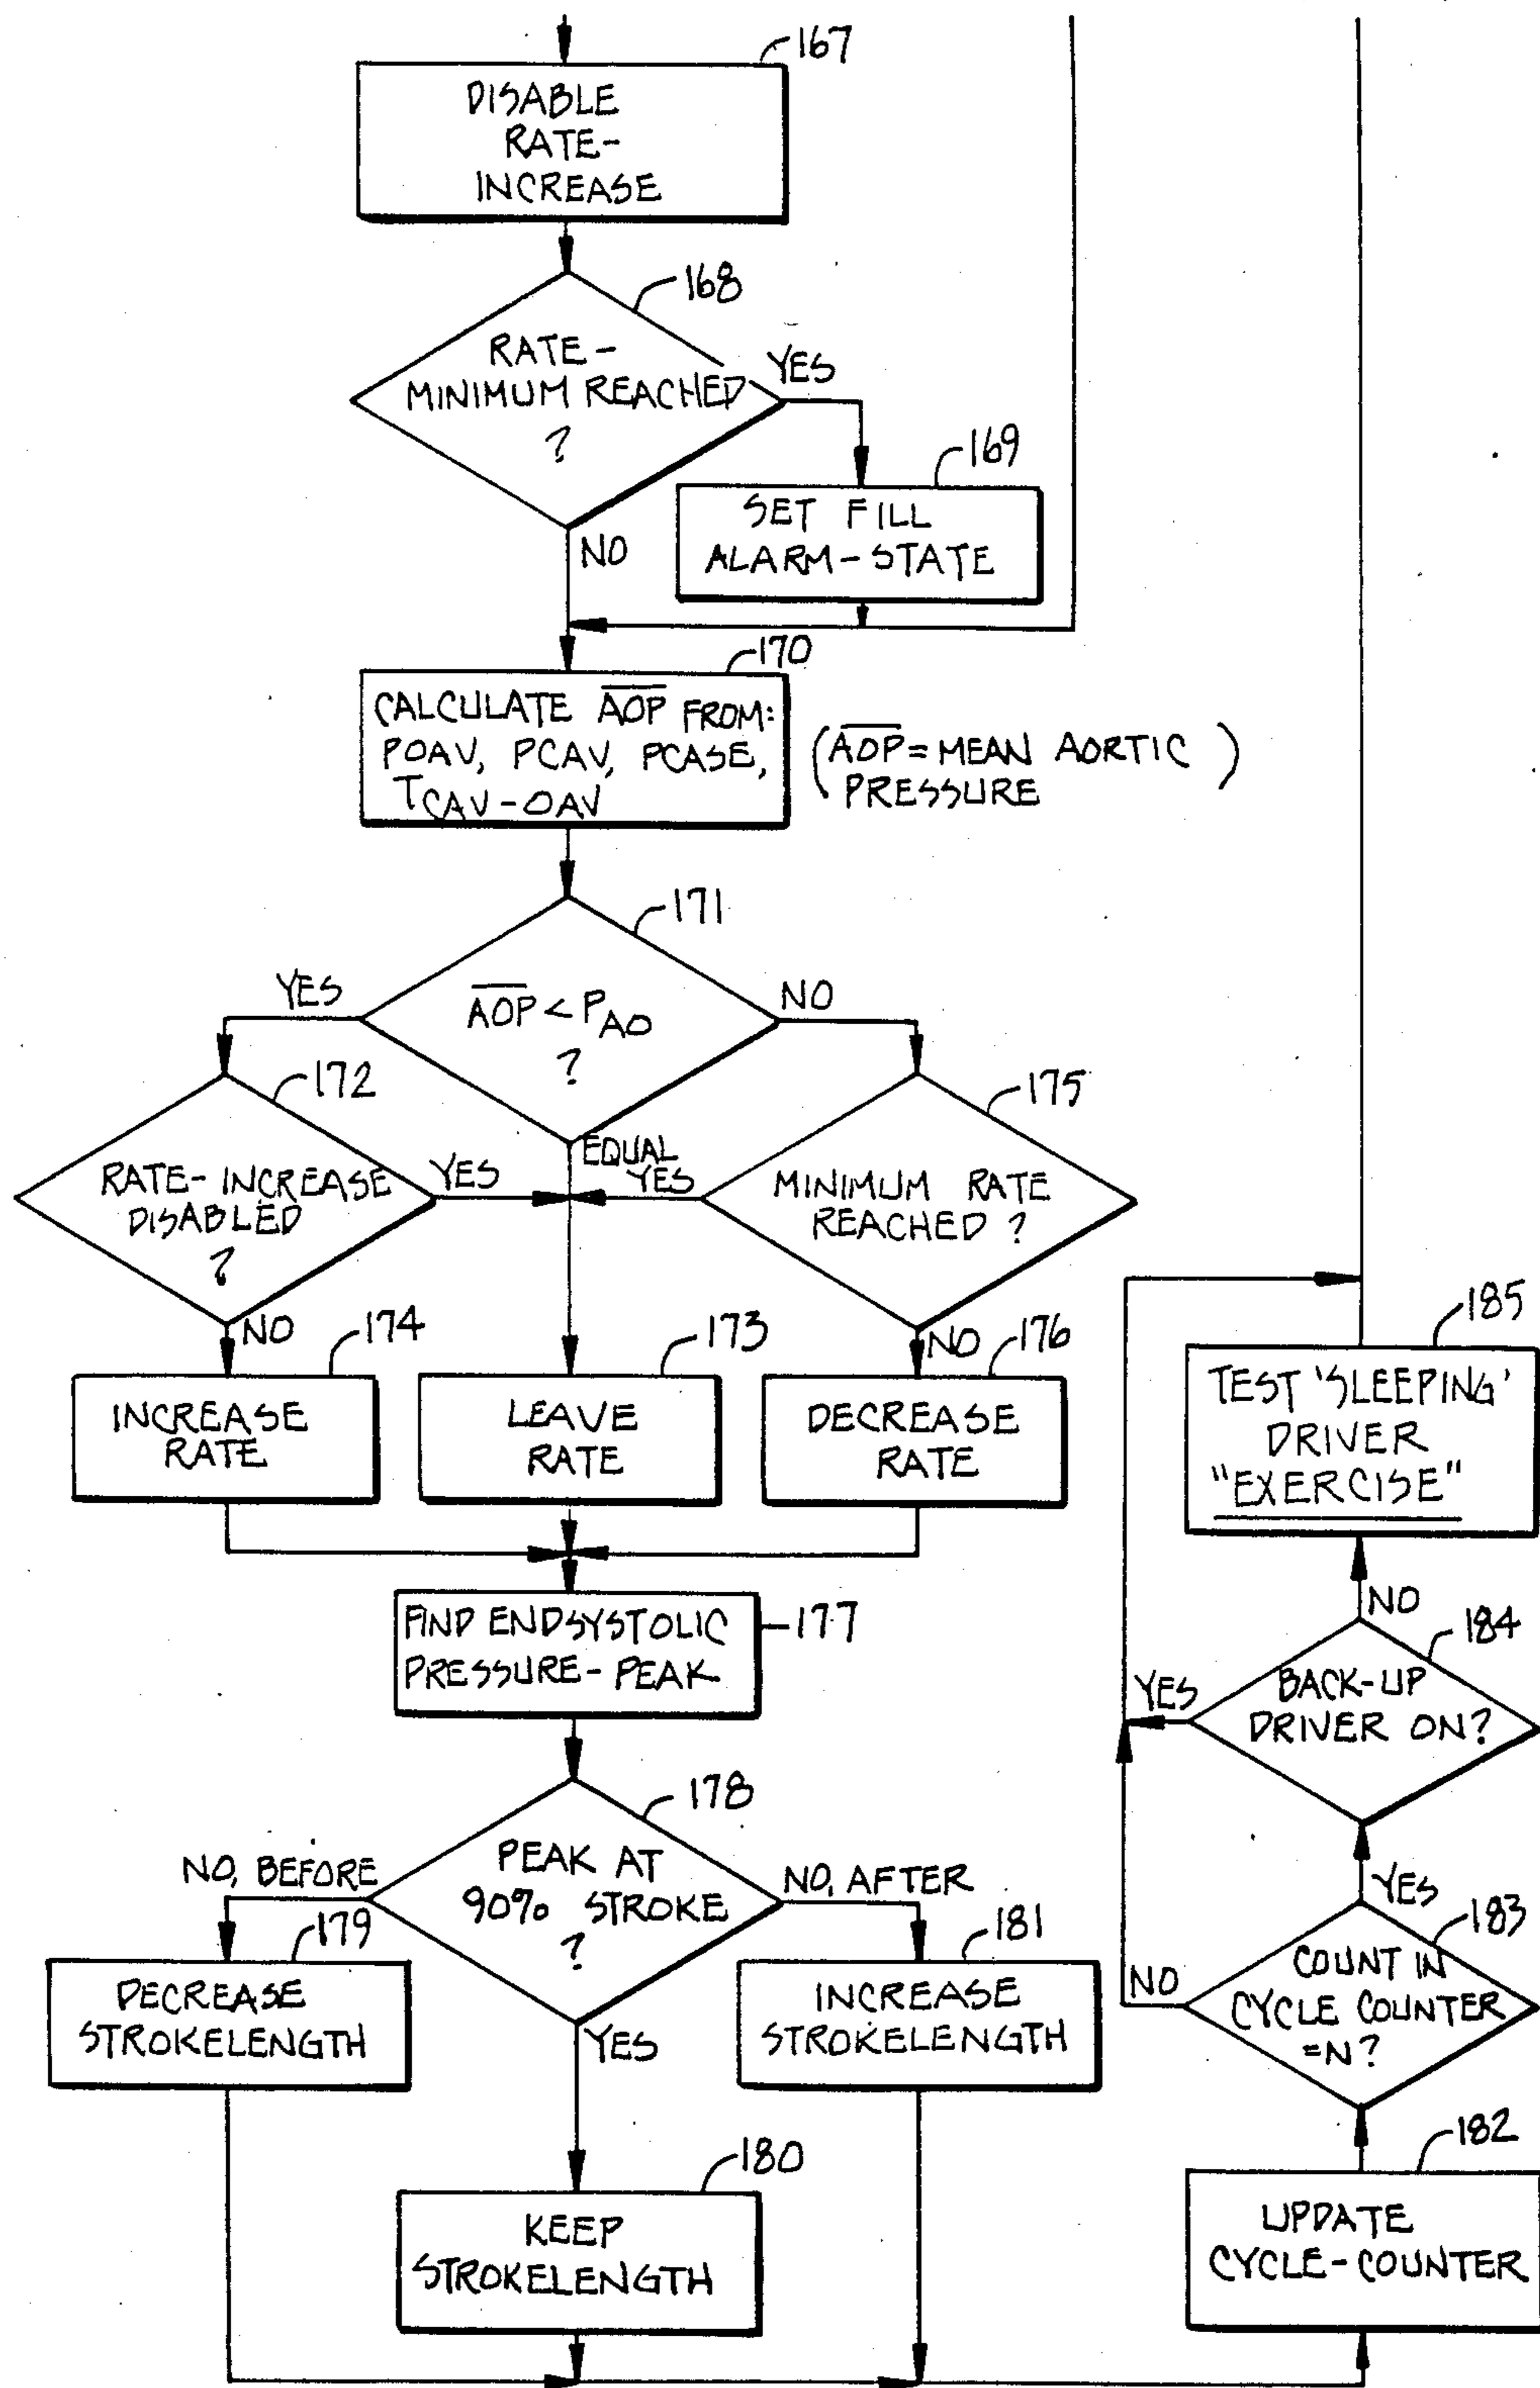 167
DISABLE
RATE-
INCREASE
168
RATE-
MINIMUM REACHED
?
YES
169
SET FILL
ALARM-STATE
NO
170
CALCULATE A̅O̅P̅ FROM:
POAV, PCAV, PCASE,
TCAV-OAV
(A̅O̅P̅ = MEAN AORTIC
PRESSURE)
171
YES
A̅O̅P̅ < PAO
?
NO
172
175
EQUAL
RATE-INCREASE
DISABLED
?
YES
YES
MINIMUM RATE
REACHED ?
NO
174
173
NO
176
INCREASE
RATE
LEAVE
RATE
DECREASE
RATE
185
TEST 'SLEEPING'
DRIVER
"EXERCISE"
177
FIND ENDSYSTOLIC
PRESSURE-PEAK
NO
184
YES
BACK-UP
DRIVER ON?
178
NO, BEFORE
PEAK AT
90% STROKE
?
NO, AFTER
YES
183
179
DECREASE
STROKELENGTH
181
INCREASE
STROKELENGTH
NO
COUNT IN
CYCLE COUNTER
=N?
YES
180
KEEP
STROKELENGTH
182
UPDATE
CYCLE-COUNTER